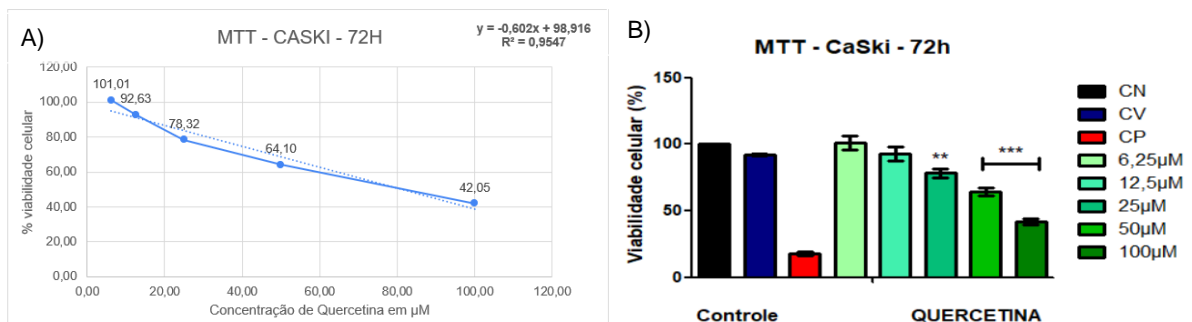 A)
MTT - CASKI - 72H
y = -0,602x + 98,916
R² = 0,9547
120,00
100,00
80,00
60,00
40,00
20,00
0,00
% viabilidade celular
101,01
92,63
78,32
64,10
42,05
0,00 20,00 40,00 60,00 80,00 100,00 120,00
Concentração de Quercetina em µM
B)
MTT - CaSki - 72h
Viabilidade celular (%)
150
100
50
0
**
***
Controle QUERCETINA
CN
CV
CP
6,25µM
12,5µM
25µM
50µM
100µM